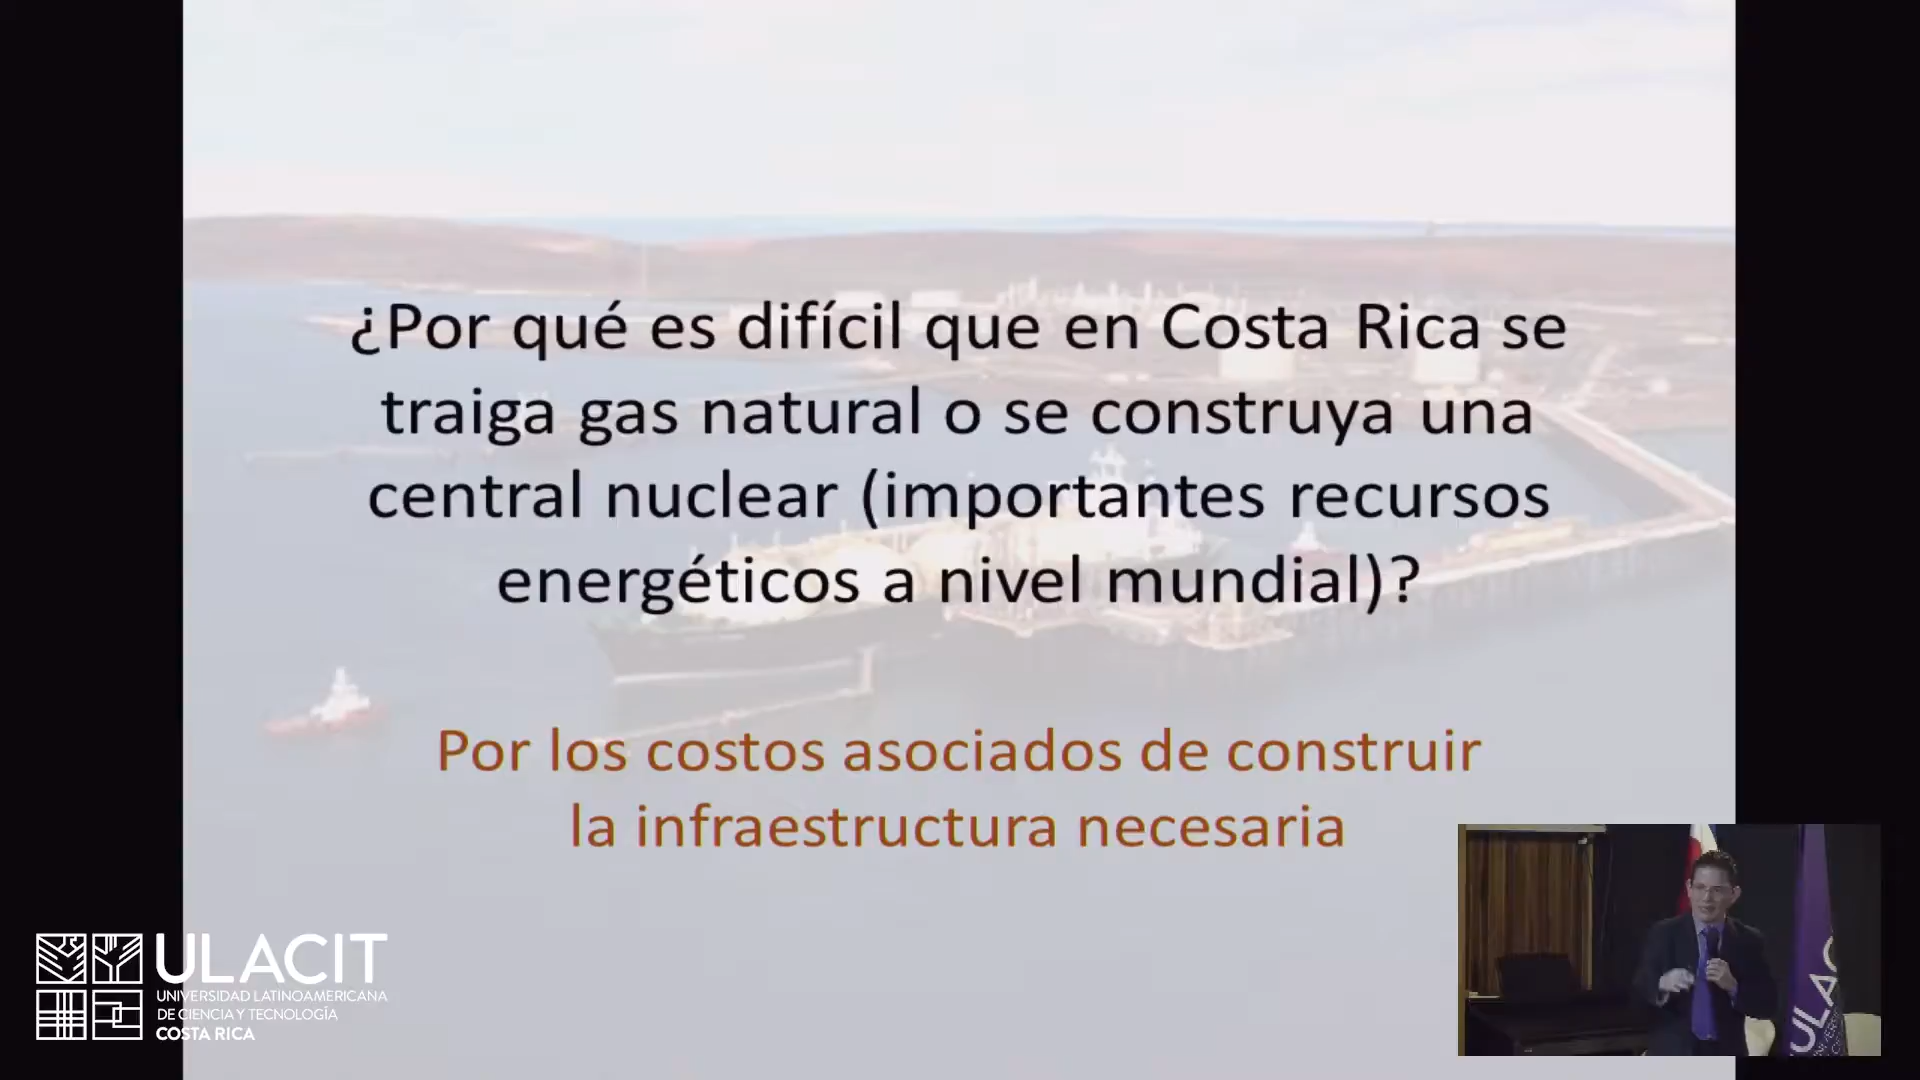 ¿Por qué es difícil que en Costa Rica se
traiga gas natural o se construya una
central nuclear (importantes recursos
energéticos a nivel mundial)?
Por los costos asociados de construir
la infraestructura necesaria
ULACIT
UNIVERSIDAD LATINOAMERICANA
DE CIENCIA Y TECNOLOGÍA
COSTA RICA
ULAC